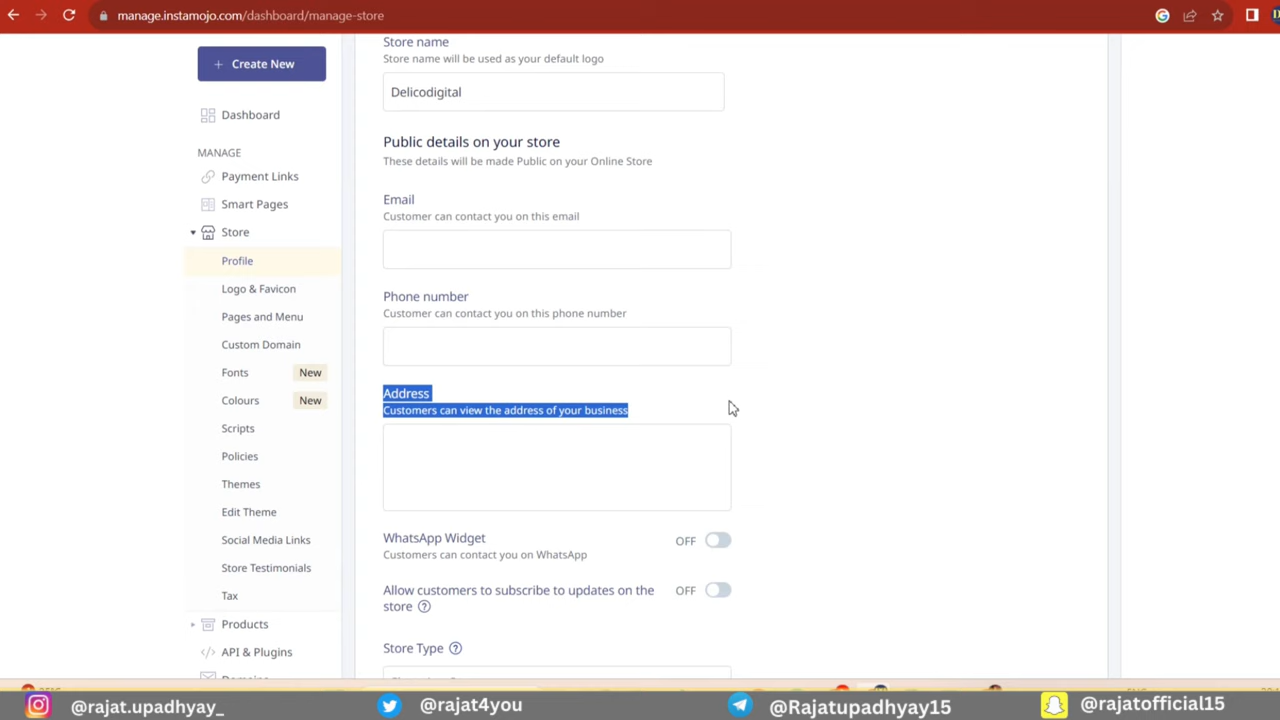 manage.instamojo.com/dashboard/manage-store
+ Create New
Dashboard
MANAGE
Payment Links
Smart Pages
Store
Profile
Logo & Favicon
Pages and Menu
Custom Domain
Fonts New
Colours New
Scripts
Policies
Themes
Edit Theme
Social Media Links
Store Testimonials
Tax
Products
API & Plugins
Store name
Store name will be used as your default logo
Delicodigital
Public details on your store
These details will be made Public on your Online Store
Email
Customer can contact you on this email
Phone number
Customer can contact you on this phone number
Address
Customers can view the address of your business
WhatsApp Widget
OFF
Customers can contact you on WhatsApp
Allow customers to subscribe to updates on the
store ?
OFF
Store Type ?
@rajat.upadhyay_
@rajat4you
@Rajatupadhyay15
@rajatofficial15